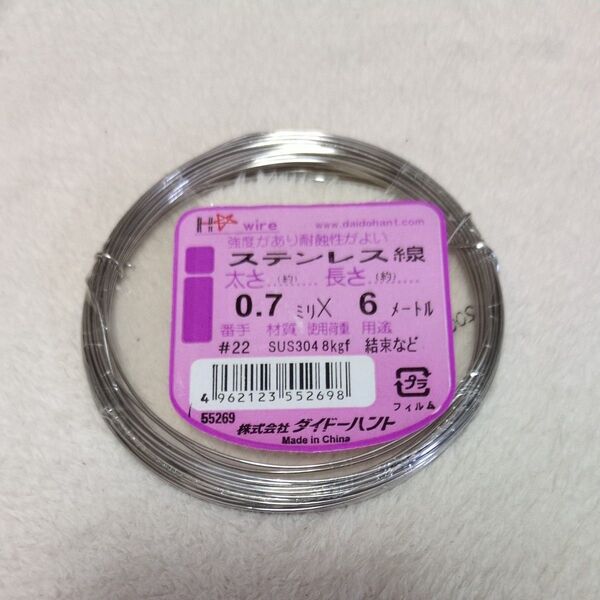 H wire www.daidohant.com
強度があり耐蝕性がよい
ステンレス線
太さ(約)........長さ(約).....
0.7 ミリ× 6 メートル
番手 材質 使用荷重 用途
#22 SUS304 8kgf 結束など
4 962123 552698
プラ
フィルム
55269 株式会社 ダイドーハント
Made in China